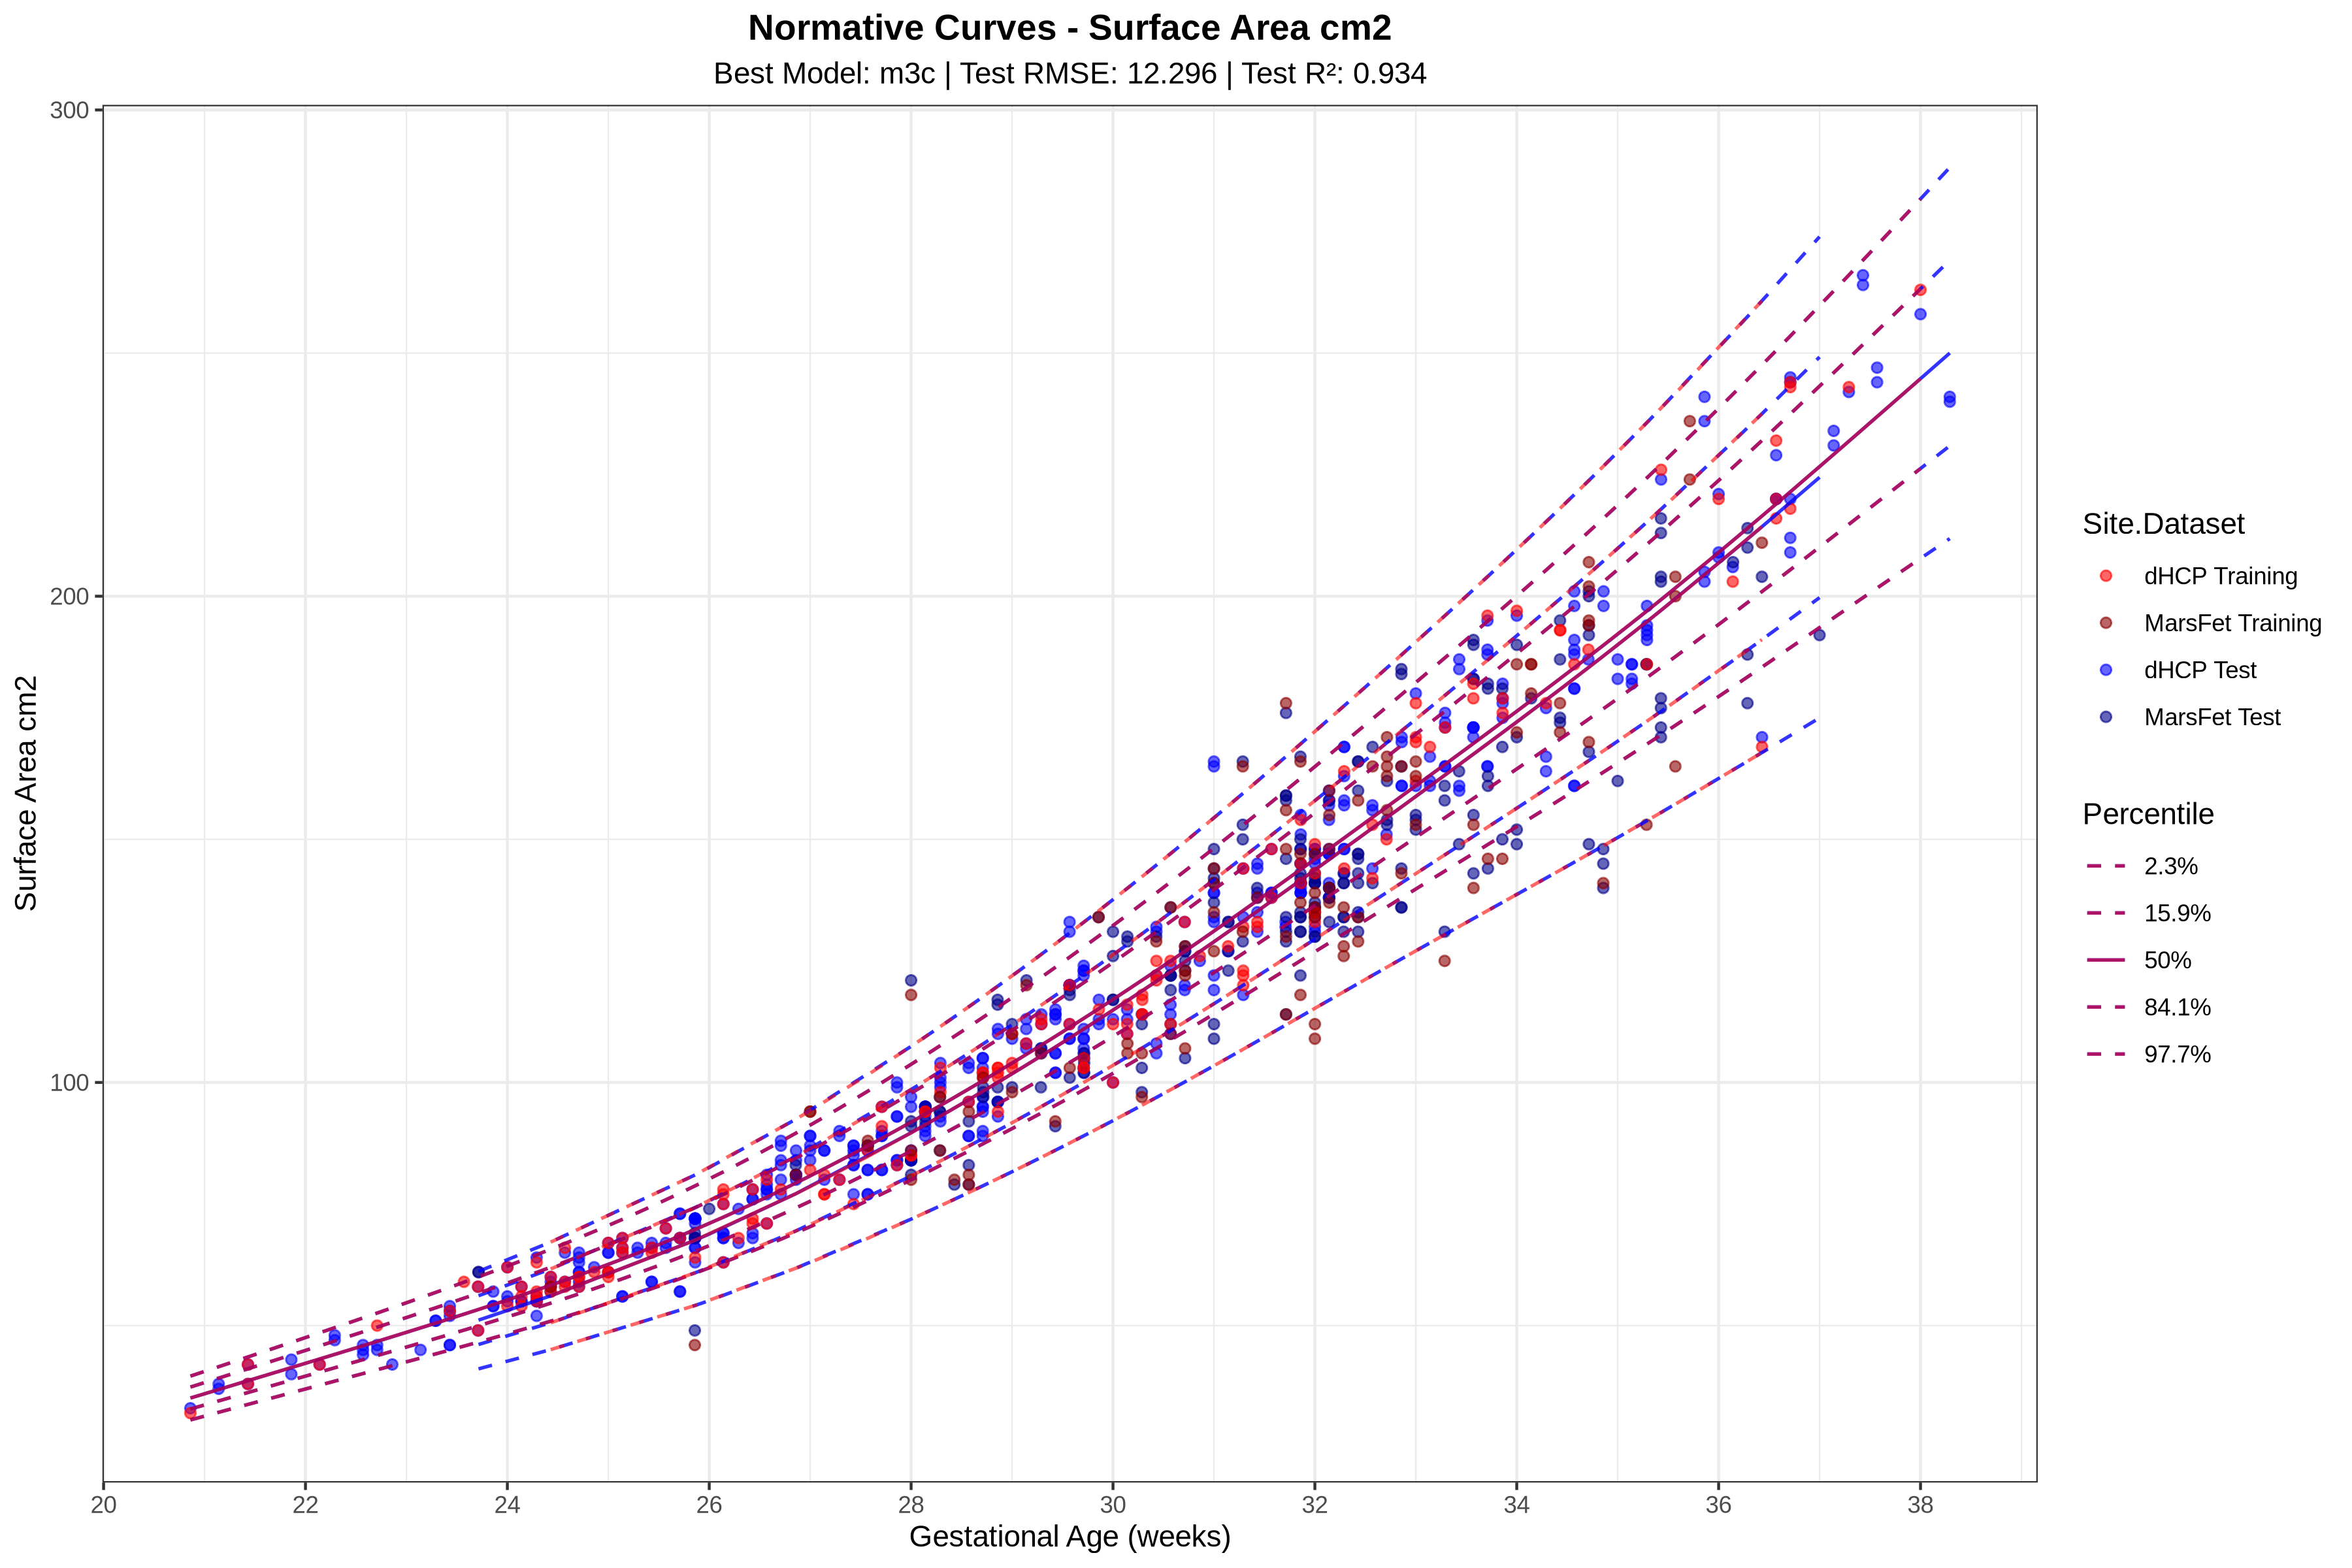 Normative Curves - Surface Area cm2
Best Model: m3c | Test RMSE: 12.296 | Test R²: 0.934
300
200
100
Surface Area cm2
20 22 24 26 28 30 32 34 36 38
Gestational Age (weeks)
Site.Dataset
dHCP Training
MarsFet Training
dHCP Test
MarsFet Test
Percentile
2.3%
15.9%
50%
84.1%
97.7%